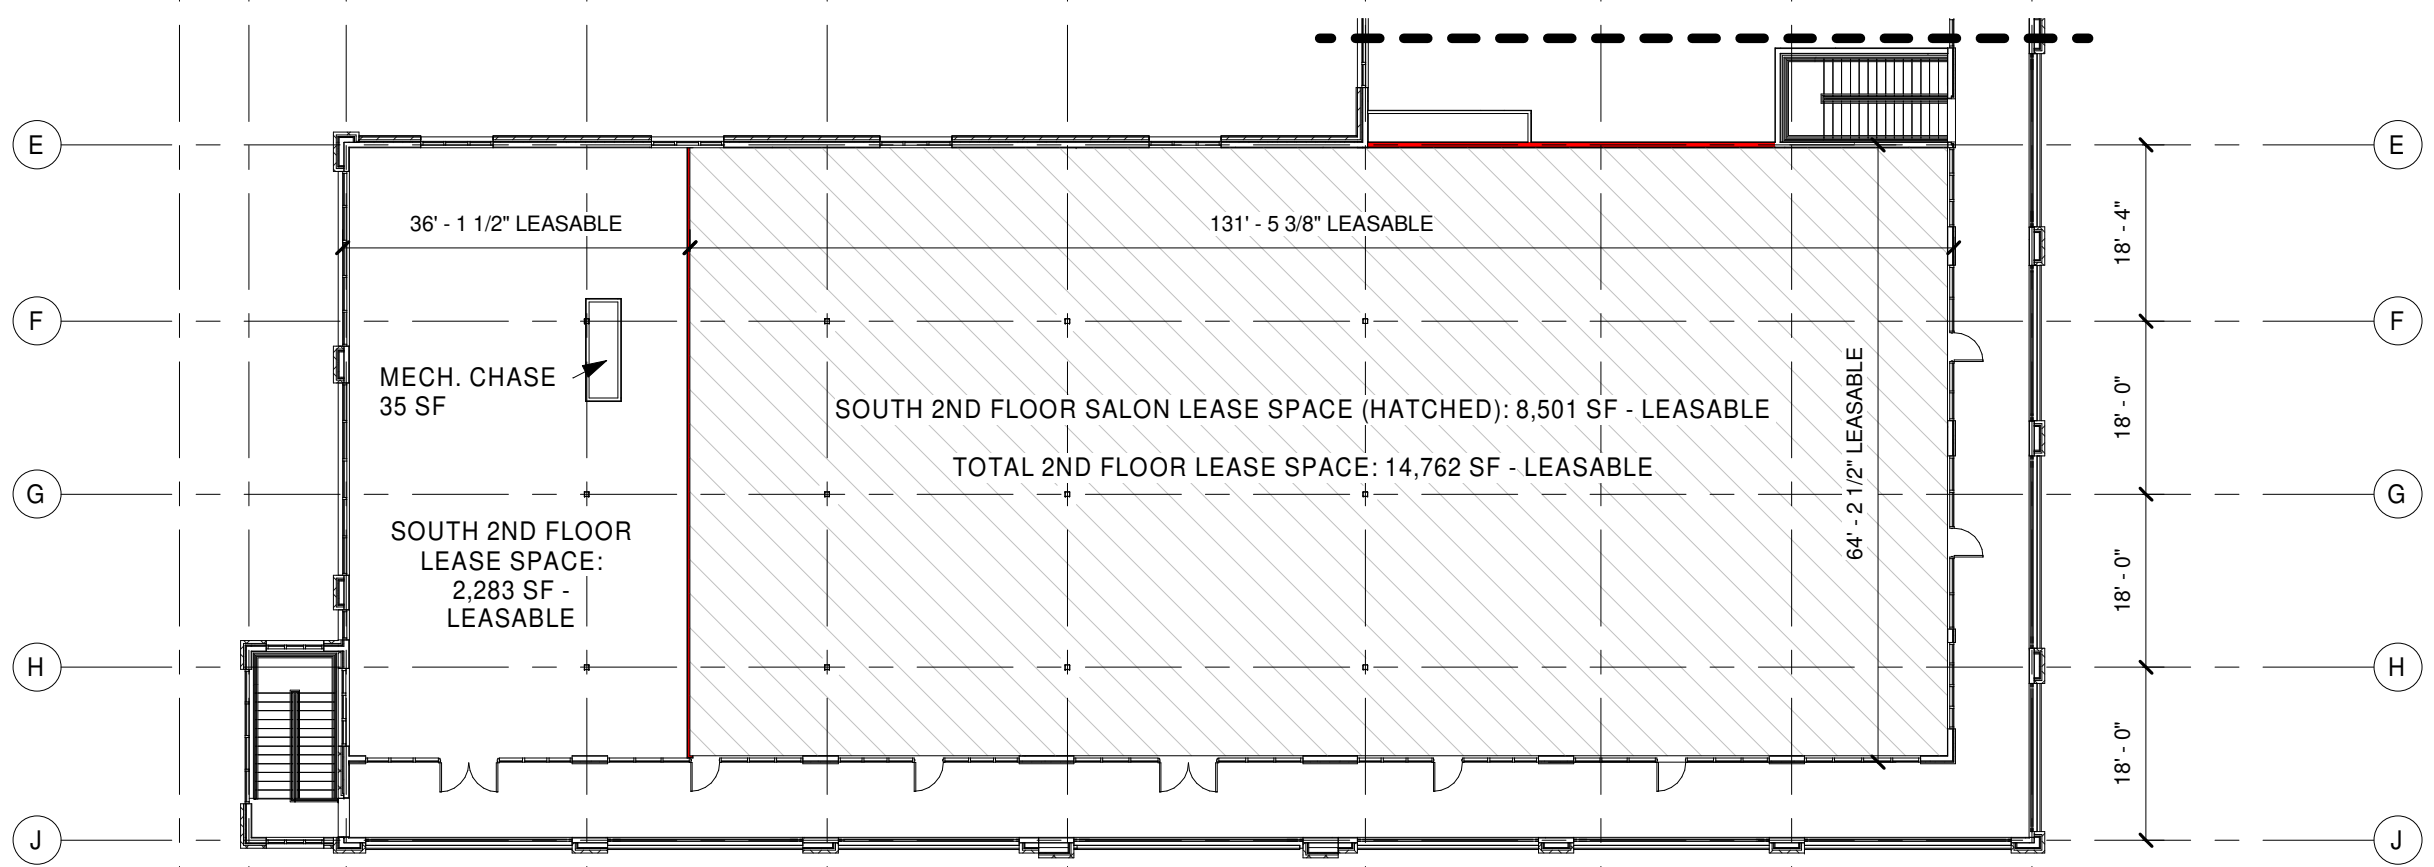 E
E
36' - 1 1/2" LEASABLE
131' - 5 3/8" LEASABLE
18' - 4"
F
F
MECH. CHASE
35 SF
SOUTH 2ND FLOOR SALON LEASE SPACE (HATCHED): 8,501 SF - LEASABLE
TOTAL 2ND FLOOR LEASE SPACE: 14,762 SF - LEASABLE
64' - 2 1/2" LEASABLE
18' - 0"
G
G
SOUTH 2ND FLOOR
LEASE SPACE:
2,283 SF -
LEASABLE
18' - 0"
H
H
18' - 0"
J
J